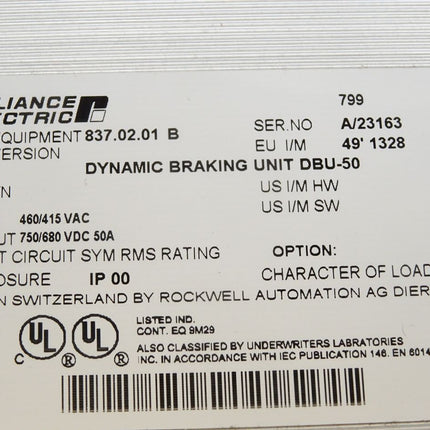 LIANCE
ECTRIC
799
EQUIPMENT 837.02.01 B SER.NO A/23163
VERSION EU I/M 49' 1328
DYNAMIC BRAKING UNIT DBU-50
N US I/M HW
US I/M SW
460/415 VAC
UT 750/680 VDC 50A
T CIRCUIT SYM RMS RATING OPTION:
OSURE IP 00 CHARACTER OF LOAD
N SWITZERLAND BY ROCKWELL AUTOMATION AG DIER
C UL ® UL ®
LISTED IND.
CONT. EQ 9M29
ALSO CLASSIFIED BY UNDERWRITERS LABRATORIES
INC. IN ACCORDANCE WITH IEC PUBLICATION 146. EN 6014